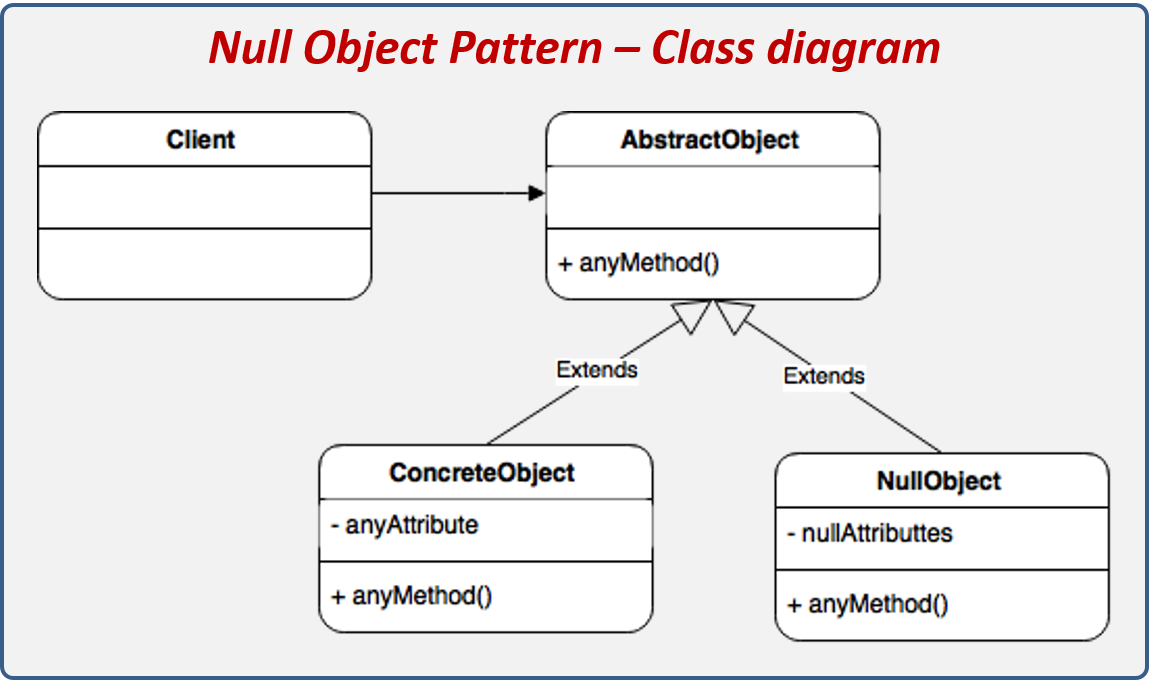 Null Object Pattern – Class diagram
Client
AbstractObject
+ anyMethod()
Extends
Extends
ConcreteObject
- anyAttribute
+ anyMethod()
NullObject
- nullAttributtes
+ anyMethod()